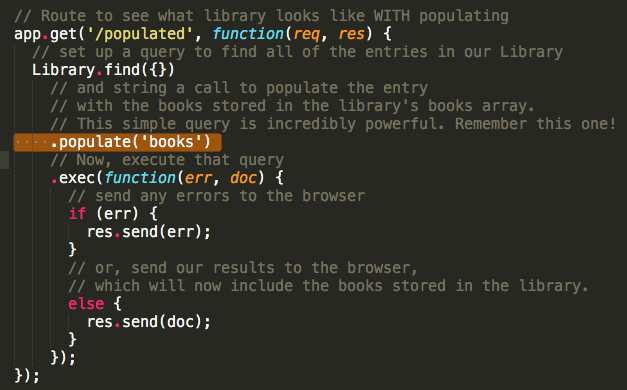 // Route to see what library looks like WITH populating
app.get('/populated', function(req, res) {
// set up a query to find all of the entries in our Library
Library.find({})
// and string a call to populate the entry
// with the books stored in the library's books array.
// This simple query is incredibly powerful. Remember this one!
.populate('books')
// Now, execute that query
.exec(function(err, doc) {
// send any errors to the browser
if (err) {
res.send(err);
}
// or, send our results to the browser,
// which will now include the books stored in the library.
else {
res.send(doc);
}
});
});